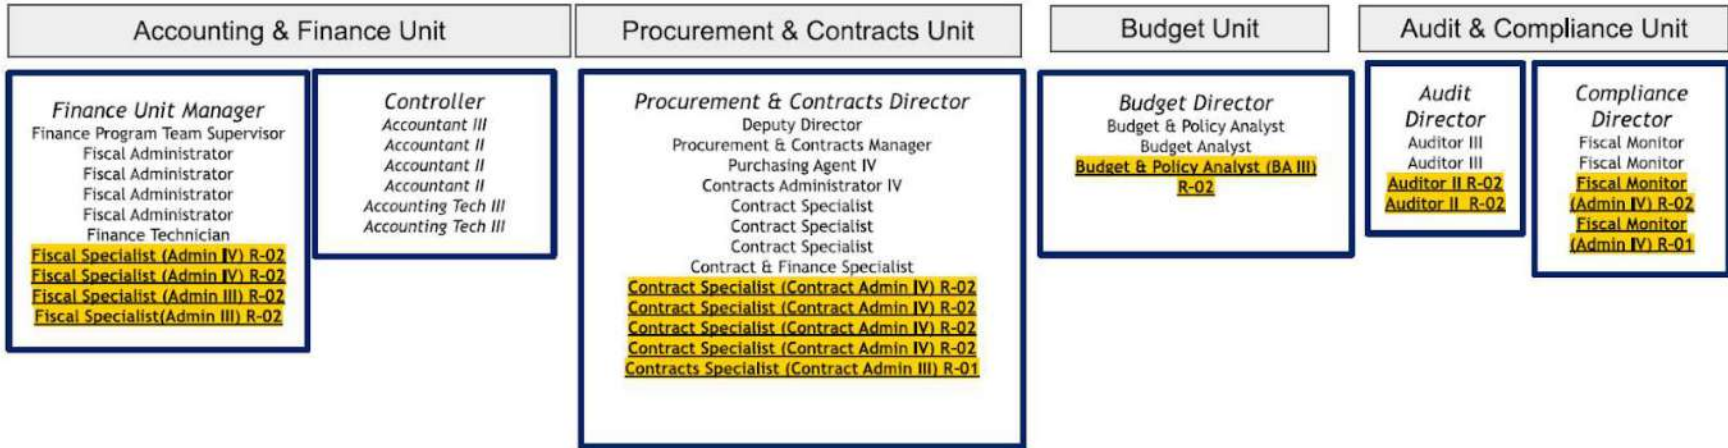 Accounting & Finance Unit
Finance Unit Manager
Finance Program Team Supervisor
Fiscal Administrator
Fiscal Administrator
Fiscal Administrator
Fiscal Administrator
Finance Technician
Fiscal Specialist (Admin IV) R-02
Fiscal Specialist (Admin IV) R-02
Fiscal Specialist (Admin III) R-02
Fiscal Specialist(Admin III) R-02
Controller
Accountant III
Accountant II
Accountant II
Accountant II
Accounting Tech III
Accounting Tech III
Procurement & Contracts Unit
Procurement & Contracts Director
Deputy Director
Procurement & Contracts Manager
Purchasing Agent IV
Contracts Administrator IV
Contract Specialist
Contract Specialist
Contract Specialist
Contract & Finance Specialist
Contract Specialist (Contract Admin IV) R-02
Contract Specialist (Contract Admin IV) R-02
Contract Specialist (Contract Admin IV) R-02
Contract Specialist (Contract Admin IV) R-02
Contracts Specialist (Contract Admin III) R-01
Budget Unit
Budget Director
Budget & Policy Analyst
Budget Analyst
Budget & Policy Analyst (BA III)
R-02
Audit & Compliance Unit
Audit
Director
Auditor III
Auditor III
Auditor II R-02
Auditor II R-02
Compliance
Director
Fiscal Monitor
Fiscal Monitor
Fiscal Monitor
(Admin IV) R-02
Fiscal Monitor
(Admin IV) R-01